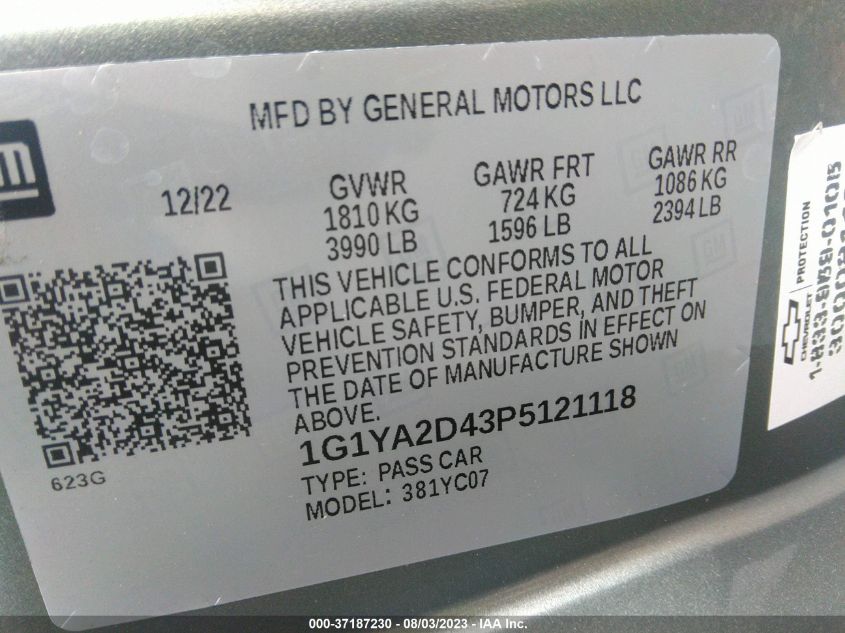 MFD BY GENERAL MOTORS LLC
GM
12/22
GVWR
1810 KG
3990 LB
GAWR FRT
724 KG
1596 LB
GAWR RR
1086 KG
2394 LB
THIS VEHICLE CONFORMS TO ALL
APPLICABLE U.S. FEDERAL MOTOR
VEHICLE SAFETY, BUMPER, AND THEFT
PREVENTION STANDARDS IN EFFECT ON
THE DATE OF MANUFACTURE SHOWN
ABOVE.
1G1YA2D43P5121118
TYPE: PASS CAR
MODEL: 381YC07
623G
CHEVROLET
PROTECTION
000-37187230 - 08/03/2023 - IAA Inc.